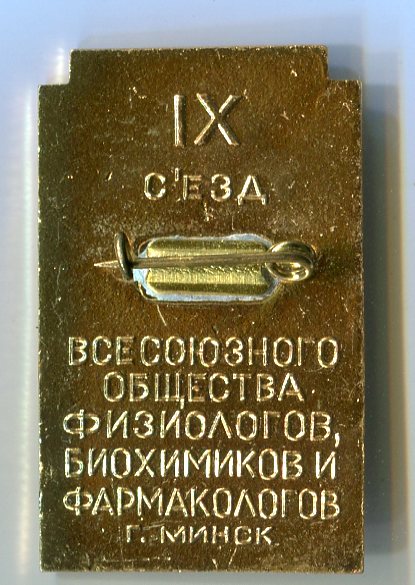 IX
С'ЕЗД
ВСЕСОЮЗНОГО
ОБЩЕСТВА
ФИЗИОЛОГОВ,
БИОХИМИКОВ И
ФАРМАКОЛОГОВ
Г. МИНСК